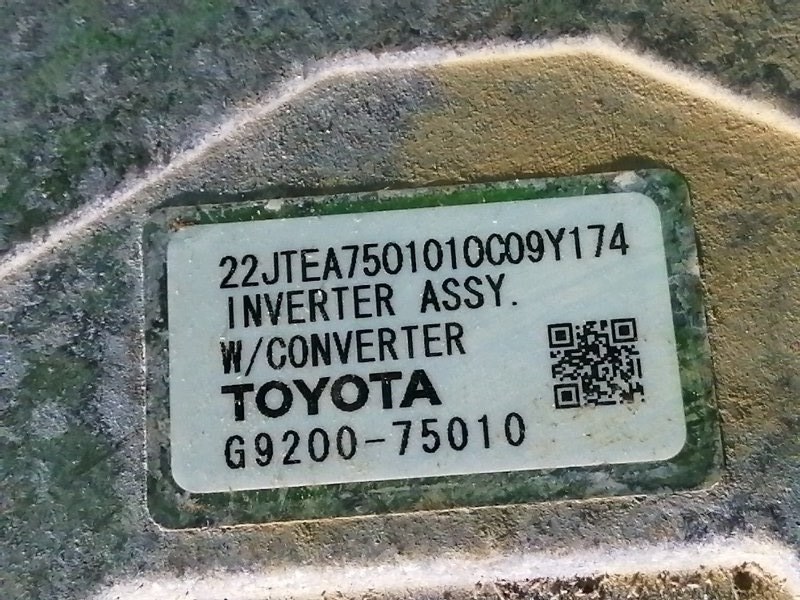 22JTEA7501010C09Y174
INVERTER ASSY.
W/CONVERTER
TOYOTA
G9200-75010